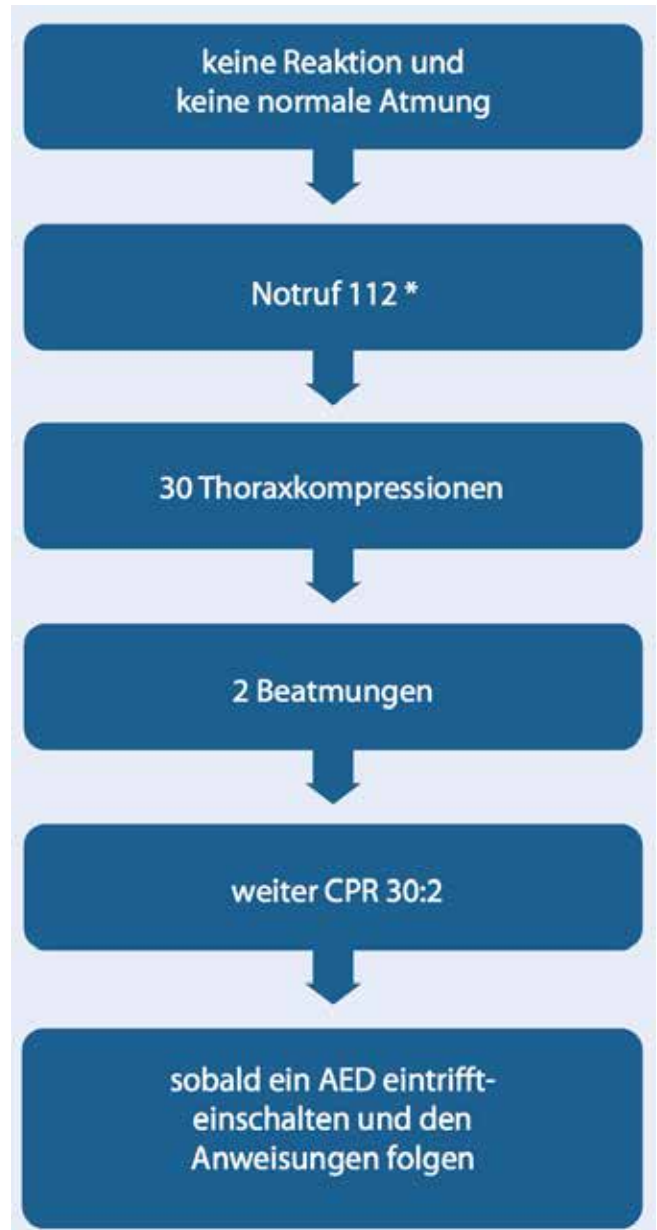 keine Reaktion und
keine normale Atmung
Notruf 112 *
30 Thoraxkompressionen
2 Beatmungen
weiter CPR 30:2
sobald ein AED eintrifft-
einschalten und den
Anweisungen folgen